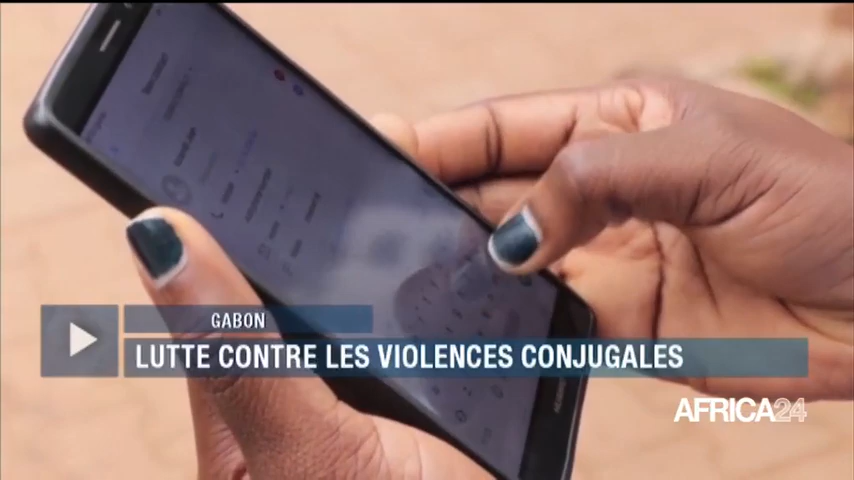 GABON
LUTTE CONTRE LES VIOLENCES CONJUGALES
AFRICA24